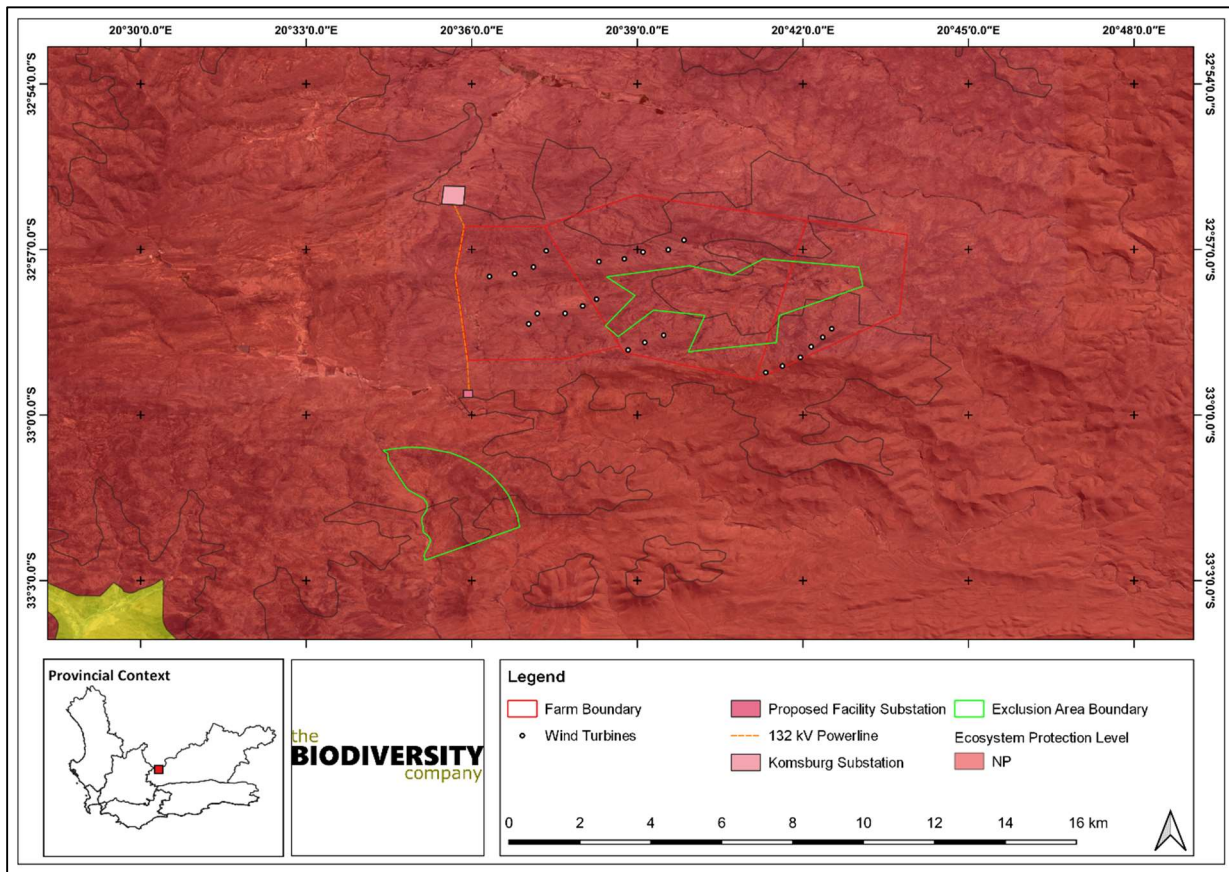 20°30'0.0"E 20°33'0.0"E 20°36'0.0"E 20°39'0.0"E 20°42'0.0"E 20°45'0.0"E 20°48'0.0"E
32°54'0.0"S 32°54'0.0"S
32°57'0.0"S 32°57'0.0"S
33°0'0.0"S 33°0'0.0"S
33°3'0.0"S 33°3'0.0"S
Provincial Context
the
BIODIVERSITY
company
Legend
Farm Boundary
Wind Turbines
Proposed Facility Substation
132 kV Powerline
Komsburg Substation
Exclusion Area Boundary
Ecosystem Protection Level
NP
0 2 4 6 8 10 12 14 16 km